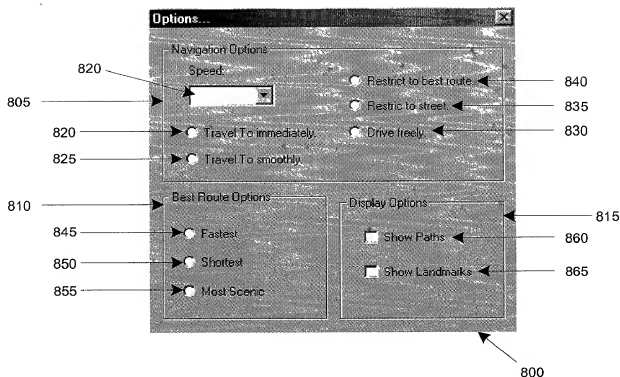 Options...
Navigation Options
Speed:
820
805
Restrict to best route.
840
Restric to street.
835
820
Travel To immediately.
Drive freely.
830
825
Travel To smoothly
Best Route Options
810
Display Options
815
845
Fastest
Show Paths
860
850
Shortest
Show Landmarks
865
855
Most Scenic
800